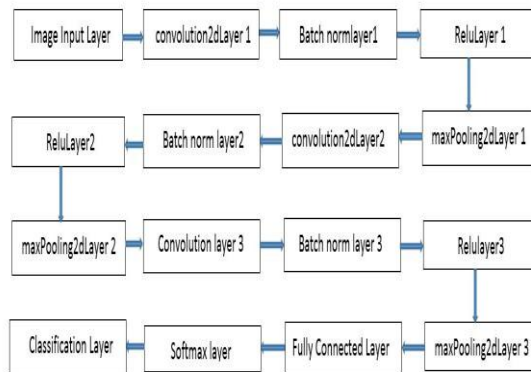 Image Input Layer
convolution2dLayer 1
Batch normlayer1
ReluLayer 1
maxPooling2dLayer 1
convolution2dLayer2
Batch norm layer2
ReluLayer2
maxPooling2dLayer 2
Convolution layer 3
Batch norm layer 3
Relulayer3
maxPooling2dLayer 3
Fully Connected Layer
Softmax layer
Classification Layer